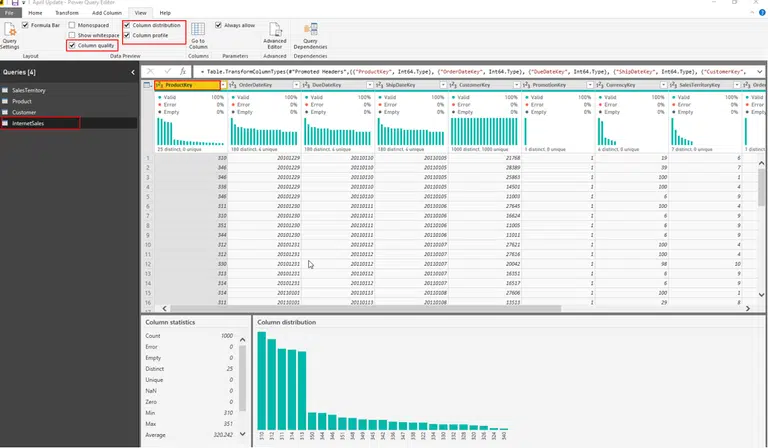 April Update - Power Query Editor
File Home Transform Add Column View Help
Formula Bar Monospaced Column distribution Always allow
Show whitespace Column profile
Column quality
Query Settings Go to Column Advanced Editor Query Dependencies
Layout Data Preview Columns Parameters Advanced Dependencies
Queries [4]
SalesTerritory
Product
Customer
InternetSales
= Table.TransformColumnTypes(#"Promoted Headers",{{"ProductKey", Int64.Type}, {"OrderDateKey", Int64.Type}, {"DueDateKey", Int64.Type}, {"ShipDateKey", Int64.Type}, {"CustomerKey",
ProductKey OrderDateKey DueDateKey ShipDateKey CustomerKey PromotionKey CurrencyKey SalesTerritoryKey
Valid 100% Valid 100% Valid 100% Valid 100% Valid 100% Valid 100% Valid 100% Valid 100% Valid
Error 0% Error 0% Error 0% Error 0% Error 0% Error 0% Error 0% Error 0% Error
Empty 0% Empty 0% Empty 0% Empty 0% Empty 0% Empty 0% Empty 0% Empty 0% Empty
25 distinct, 0 unique 180 distinct, 4 unique 180 distinct, 4 unique 180 distinct, 4 unique 1000 distinct, 1000 unique 1 distinct, 0 unique 6 distinct, 0 unique 7 distinct, 0 unique
1 310 20101229 20110110 20110105 21768 1 19 6
2 346 20101229 20110110 20110105 28389 1 39 7
3 346 20101229 20110110 20110105 25863 1 100 1
4 336 20101229 20110110 20110105 14501 1 100 4
5 346 20101229 20110110 20110105 11003 1 6 9
6 311 20101230 20110111 20110106 27645 1 100 4
7 310 20101230 20110111 20110106 16624 1 6 9
8 351 20101230 20110111 20110106 11005 1 6 9
9 344 20101230 20110111 20110106 11011 1 6 9
10 312 20101231 20110112 20110107 27621 1 100 4
11 312 20101231 20110112 20110107 27616 1 100 4
12 330 20101231 20110112 20110107 20042 1 98 10
13 313 20101231 20110112 20110107 16351 1 6 9
14 314 20101231 20110112 20110107 16517 1 6 9
15 314 20110101 20110113 20110108 27606 1 100 1
16 311 20110101 20110113 20110108 13513 1 29 8
Column statistics
Count 1000
Error 0
Empty 0
Distinct 25
Unique 0
NaN 0
Zero 0
Min 310
Max 351
Average 320.242
Column distribution